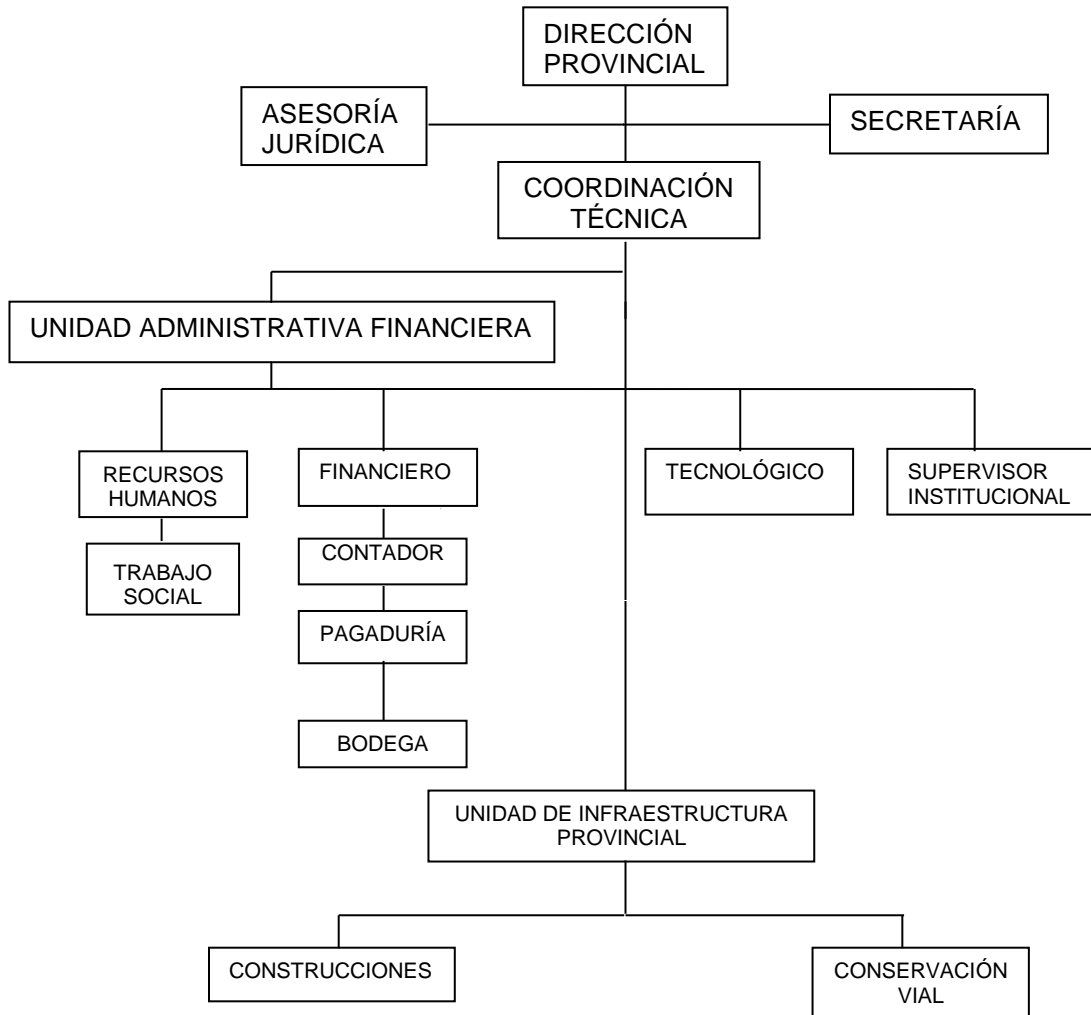 DIRECCIÓN
PROVINCIAL
ASESORÍA
JURÍDICA
SECRETARÍA
COORDINACIÓN
TÉCNICA
UNIDAD ADMINISTRATIVA FINANCIERA
RECURSOS
HUMANOS
FINANCIERO
TECNOLÓGICO
SUPERVISOR
INSTITUCIONAL
TRABAJO
SOCIAL
CONTADOR
PAGADURÍA
BODEGA
UNIDAD DE INFRAESTRUCTURA
PROVINCIAL
CONSTRUCCIONES
CONSERVACIÓN
VIAL